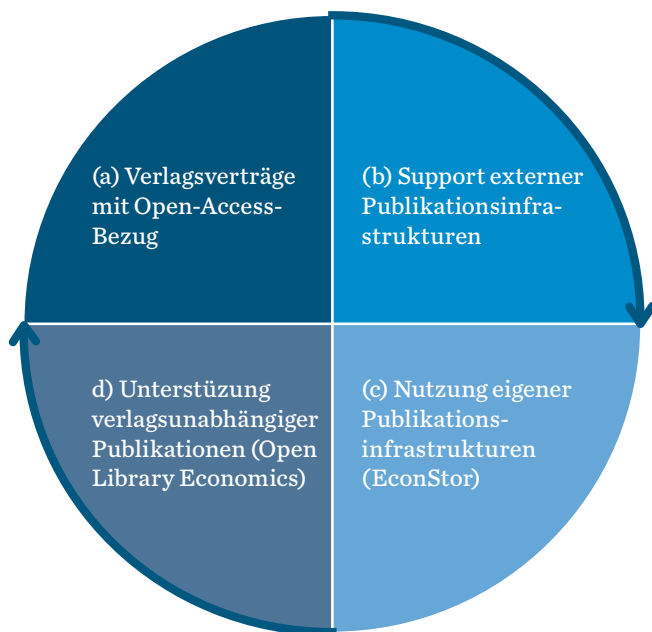 (a) Verlagsverträge
mit Open-Access-
Bezug
(b) Support externer
Publikationsinfra-
strukturen
d) Unterstüzung
verlagsunabhängiger
Publikationen (Open
Library Economics)
(c) Nutzung eigener
Publikations-
infrastrukturen
(EconStor)